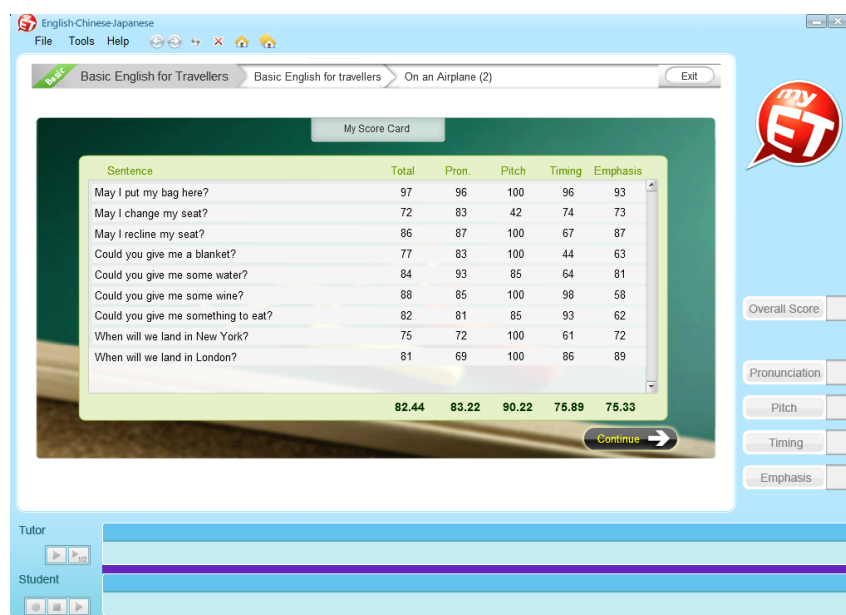 English-Chinese-Japanese
File Tools Help
Basic Basic English for Travellers Basic English for travellers On an Airplane (2) Exit
my
ET
My Score Card
Sentence Total Pron. Pitch Timing Emphasis
May I put my bag here? 97 96 100 96 93
May I change my seat? 72 83 42 74 73
May I recline my seat? 86 87 100 67 87
Could you give me a blanket? 77 83 100 44 63
Could you give me some water? 84 93 85 64 81
Could you give me some wine? 88 85 100 98 58
Could you give me something to eat? 82 81 85 93 62
When will we land in New York? 75 72 100 61 72
When will we land in London? 81 69 100 86 89
82.44 83.22 90.22 75.89 75.33
Continue
Overall Score
Pronunciation
Pitch
Timing
Emphasis
Tutor
1/2
Student